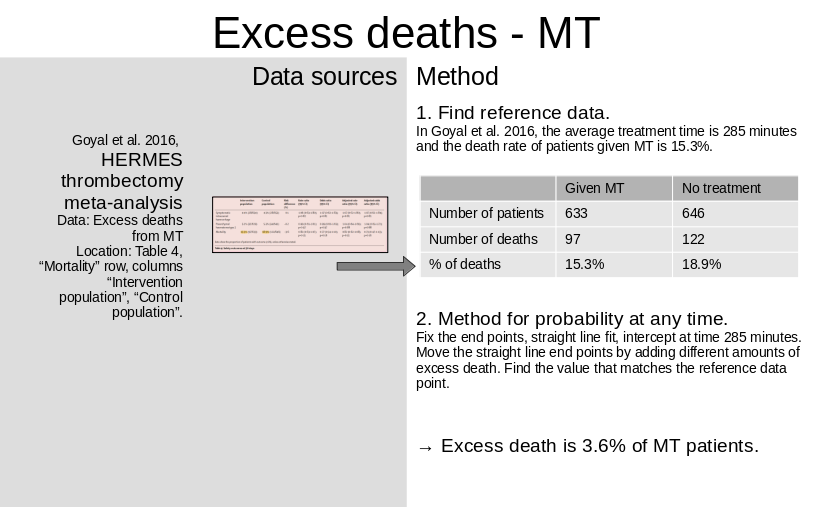 Excess deaths - MT
Data sources
Method
Goyal et al. 2016,
HERMES
thrombectomy
meta-analysis
Data: Excess deaths
from MT
Location: Table 4,
“Mortality” row, columns
“Intervention
population”, “Control
population”.
1. Find reference data.
In Goyal et al. 2016, the average treatment time is 285 minutes
and the death rate of patients given MT is 15.3%.
Given MT No treatment
Number of patients 633 646
Number of deaths 97 122
% of deaths 15.3% 18.9%
2. Method for probability at any time.
Fix the end points, straight line fit, intercept at time 285 minutes.
Move the straight line end points by adding different amounts of
excess death. Find the value that matches the reference data
point.
→ Excess death is 3.6% of MT patients.